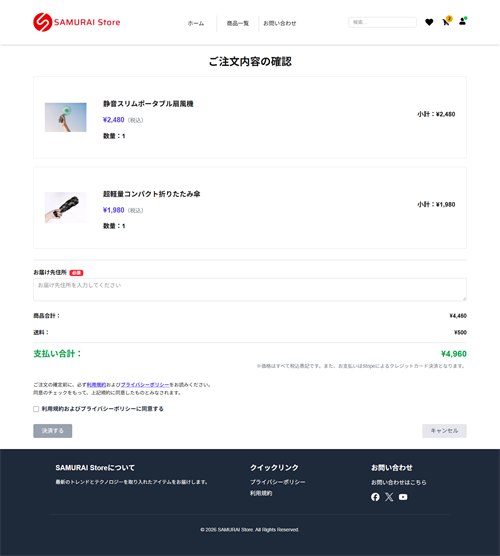 SAMURAI Store
ホーム
商品一覧
お問い合わせ
検索...
2
ご注文内容の確認
静音スリムポータブル扇風機
¥2,480（税込）
数量：1
小計：¥2,480
超軽量コンパクト折りたたみ傘
¥1,980（税込）
数量：1
小計：¥1,980
お届け先住所 必須
お届け先住所を入力してください
商品合計： ¥4,460
送料： ¥500
支払い合計： ¥4,960
※価格はすべて税込表記です。また、お支払いはStripeによるクレジットカード決済となります。
ご注文の確定前に、必ず利用規約およびプライバシーポリシーをお読みください。
同意のチェックをもって、上記規約に同意したものとみなされます。
利用規約およびプライバシーポリシーに同意する
決済する
キャンセル
SAMURAI Storeについて
最新のトレンドとテクノロジーを取り入れたアイテムをお届けします。
クイックリンク
プライバシーポリシー
利用規約
お問い合わせ
お問い合わせはこちら
© 2026 SAMURAI Store. All Rights Reserved.